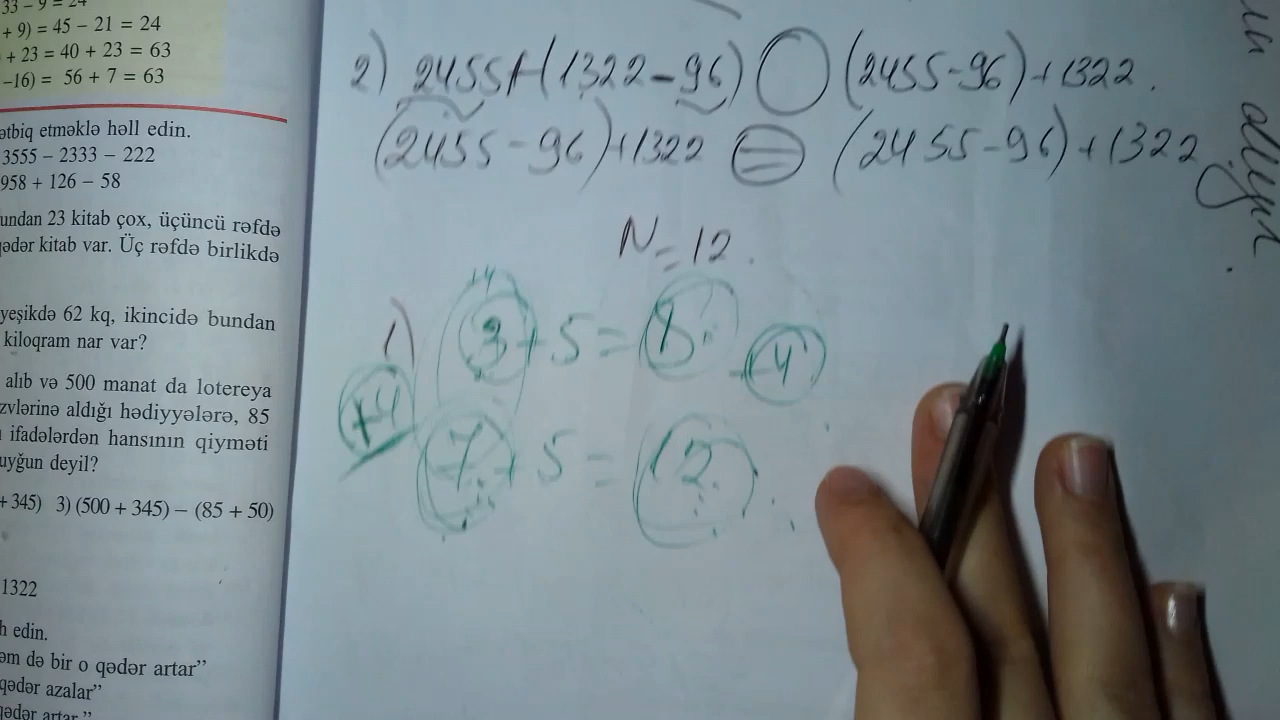 33 – 9 = 24
+ 9) = 45 – 21 = 24
+ 23 = 40 + 23 = 63
–16) = 56 + 7 = 63
ətbiq etməklə həll edin.
3555 – 2333 – 222
958 + 126 – 58
undan 23 kitab çox, üçüncü rəfdə
qədər kitab var. Üç rəfdə birlikdə
yeşikdə 62 kq, ikincidə bundan
kiloqram nar var?
alıb və 500 manat da lotereya
zvlərinə aldığı hədiyyələrə, 85
ifadələrdən hansının qiyməti
uyğun deyil?
+ 345) 3) (500 + 345) – (85 + 50)
1322
h edin.
əm də bir o qədər artar”
qədər azalar”
qədər artar”
2) 2455+(1322-96) (2455-96)+1322.
(2455-96)+1322 = (2455-96)+1322
N=12.
1) 3+5=8. +4
+4
7+5=12.